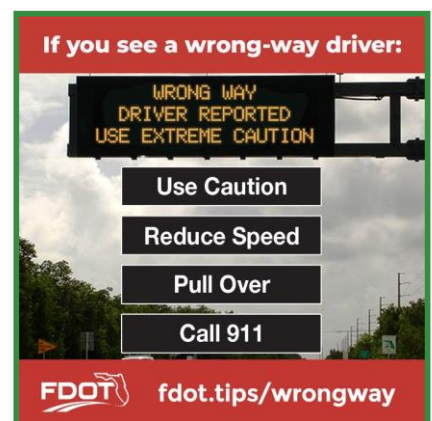 If you see a wrong-way driver:
WRONG WAY
DRIVER REPORTED
USE EXTREME CAUTION
Use Caution
Reduce Speed
Pull Over
Call 911
FDOT
fdot.tips/wrongway